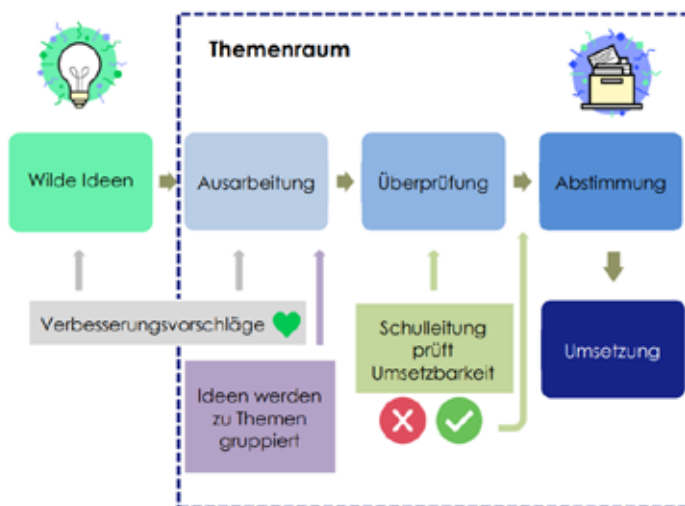 Themenraum
Wilde Ideen
Ausarbeitung
Überprüfung
Abstimmung
Verbesserungsvorschläge
Schulleitung
prüft
Umsetzbarkeit
Umsetzung
Ideen werden
zu Themen
gruppiert